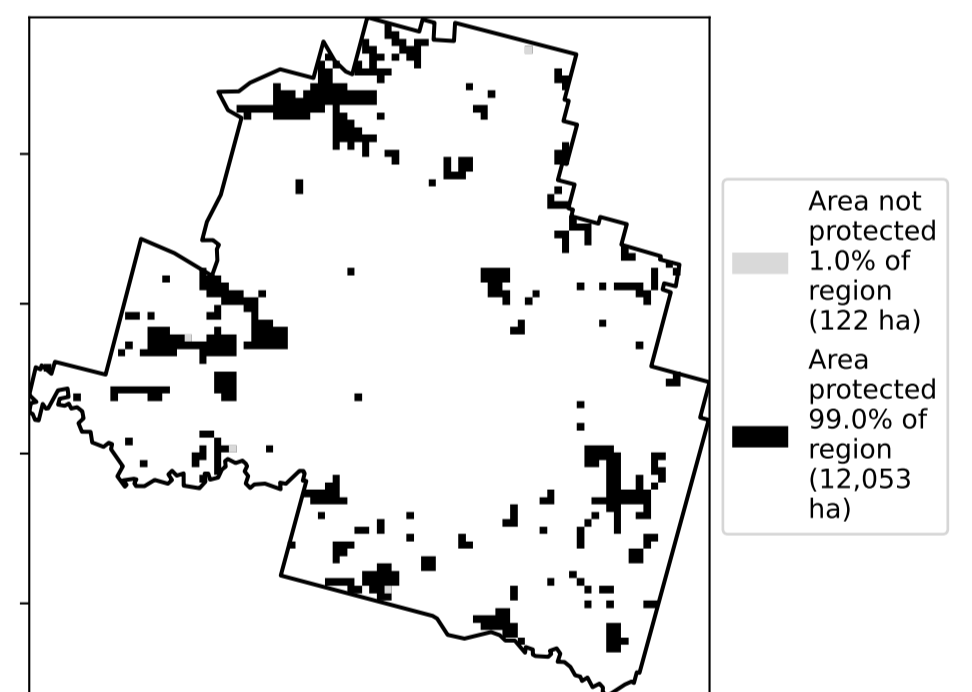 Area not
protected
1.0% of
region
(122 ha)
Area
protected
99.0% of
region
(12,053
ha)